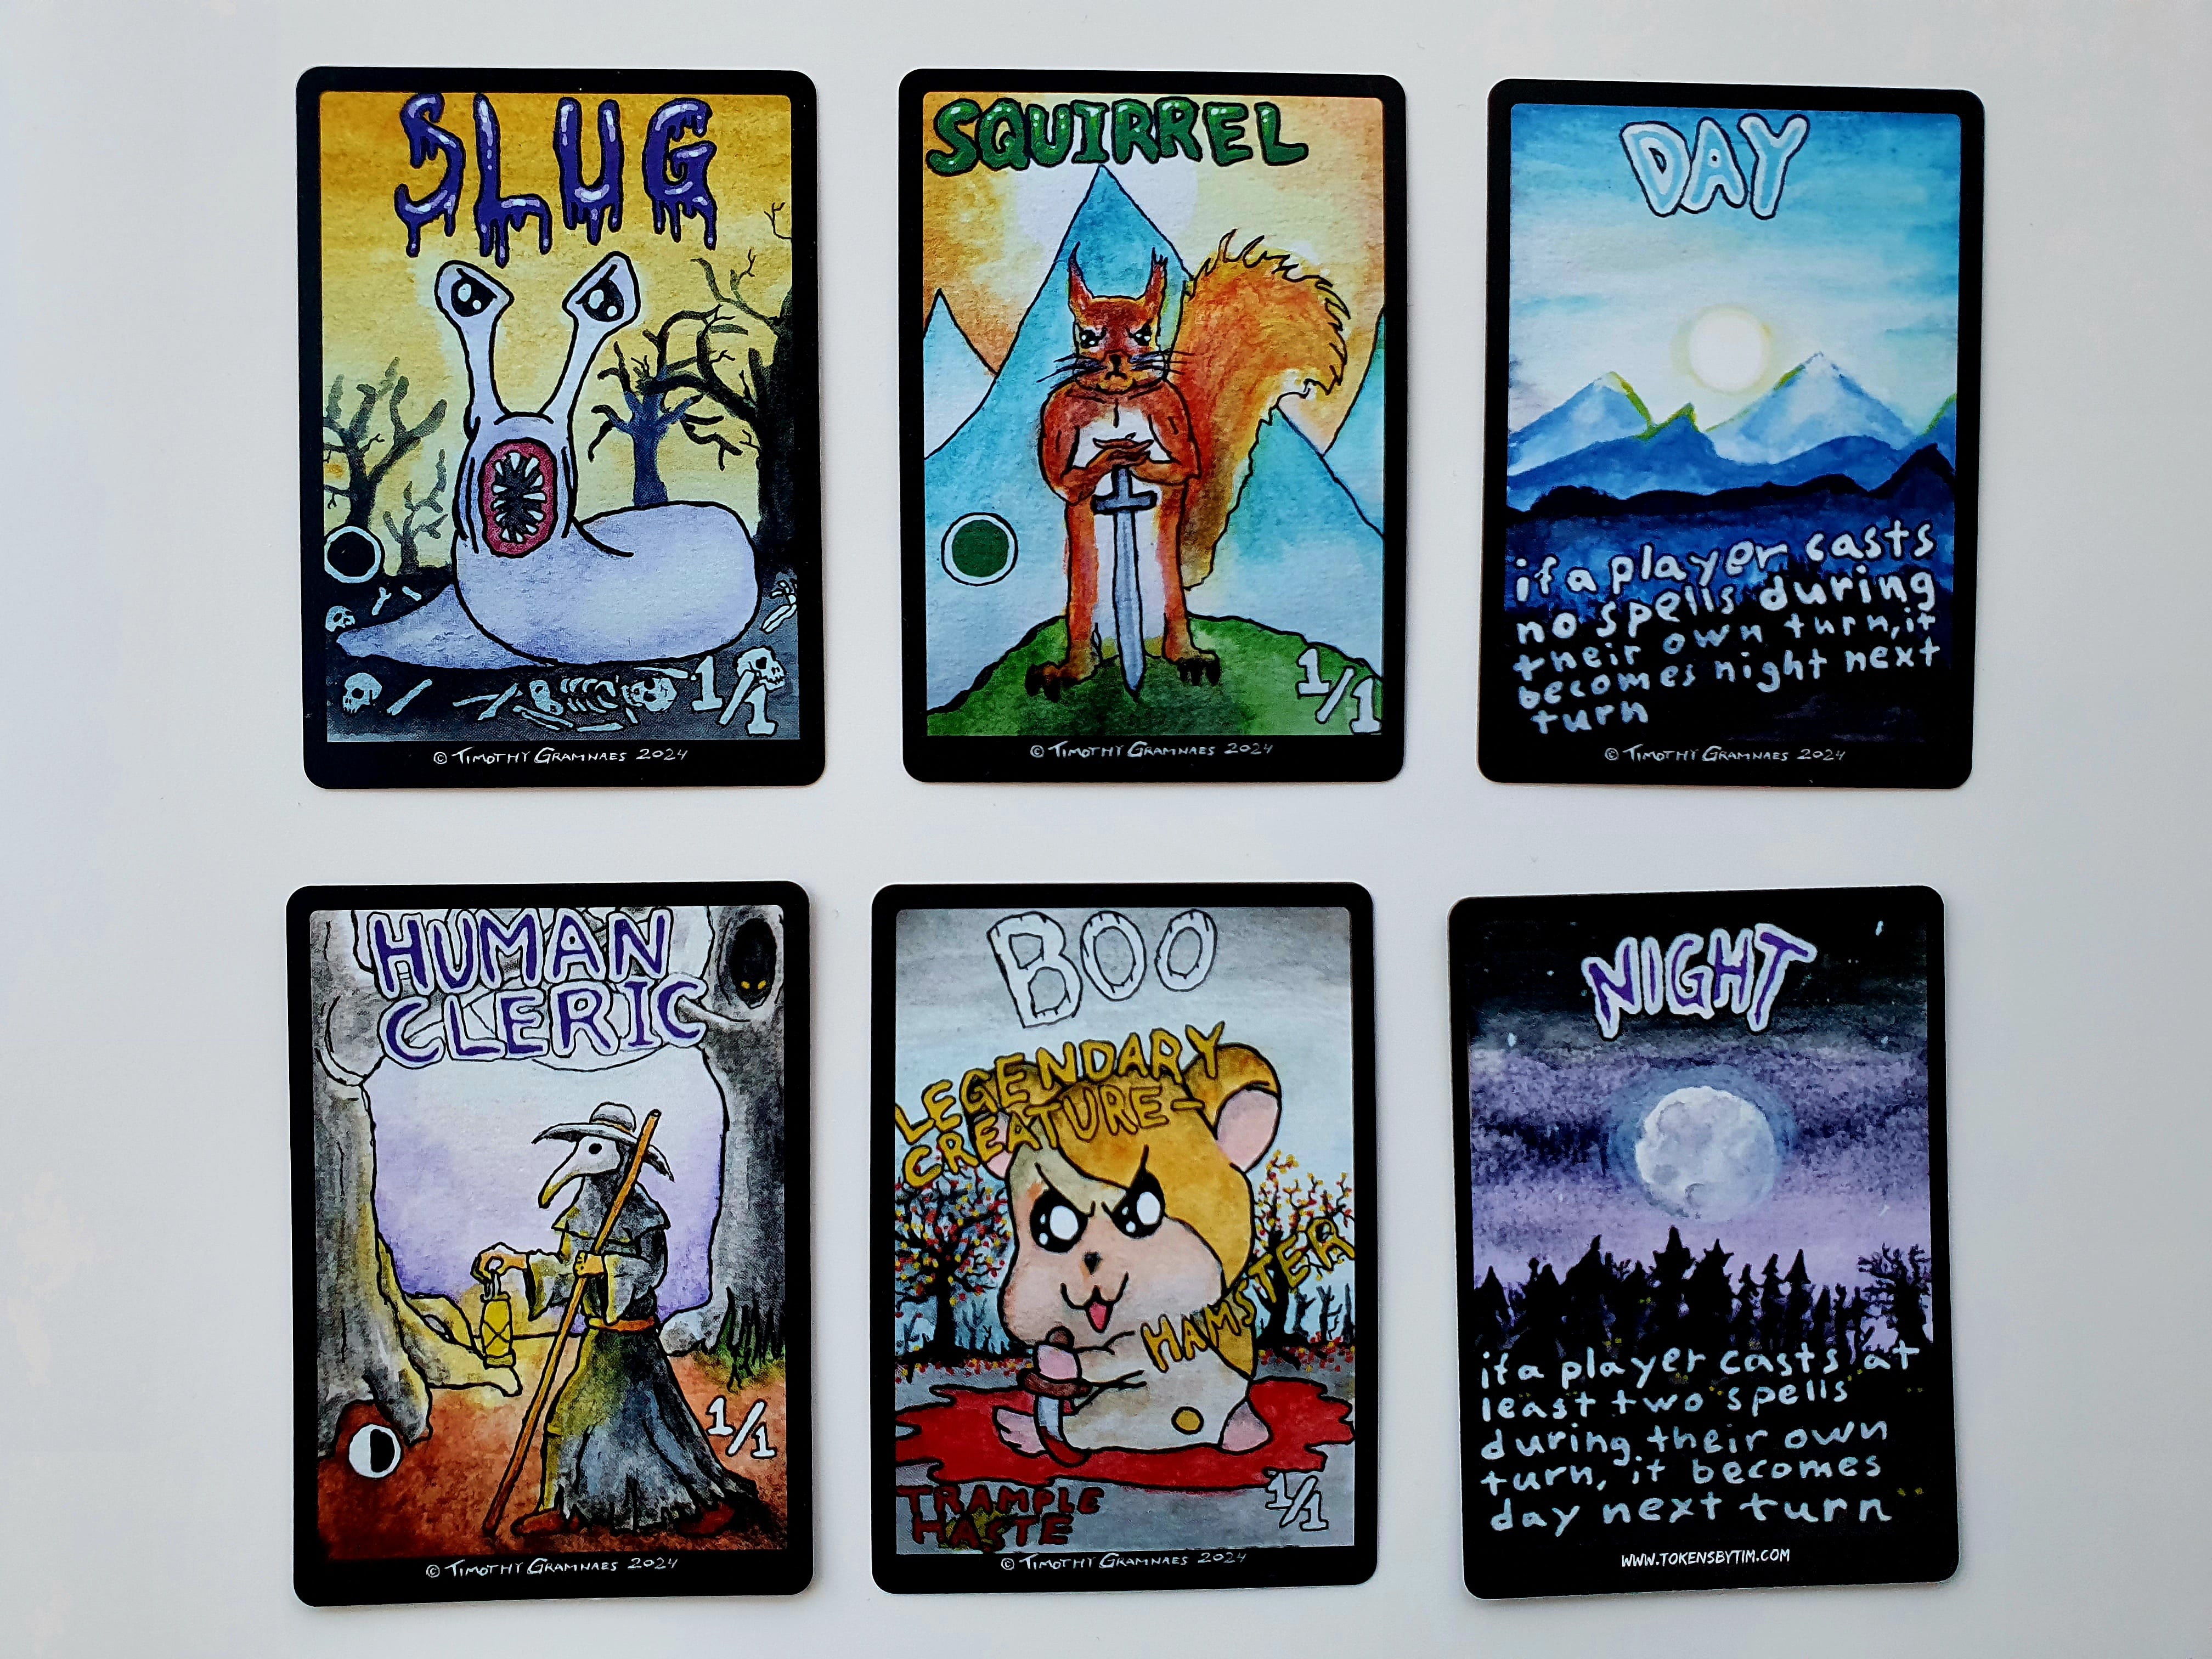 SLUG
1/1
© TIMOTHY GRAMNAES 2024
SQUIRREL
1/1
© TIMOTHY GRAMNAES 2024
DAY
if a player casts
no spells during
their own turn, it
becomes night next
turn
© TIMOTHY GRAMNAES 2024
HUMAN
CLERIC
1/1
© TIMOTHY GRAMNAES 2024
BOO
LEGENDARY
CREATURE-
HAMSTER
TRAMPLE
HASTE
1/1
© TIMOTHY GRAMNAES 2024
NIGHT
if a player casts at
least two spells
during their own
turn, it becomes
day next turn
WWW.TOKENSBYTIM.COM